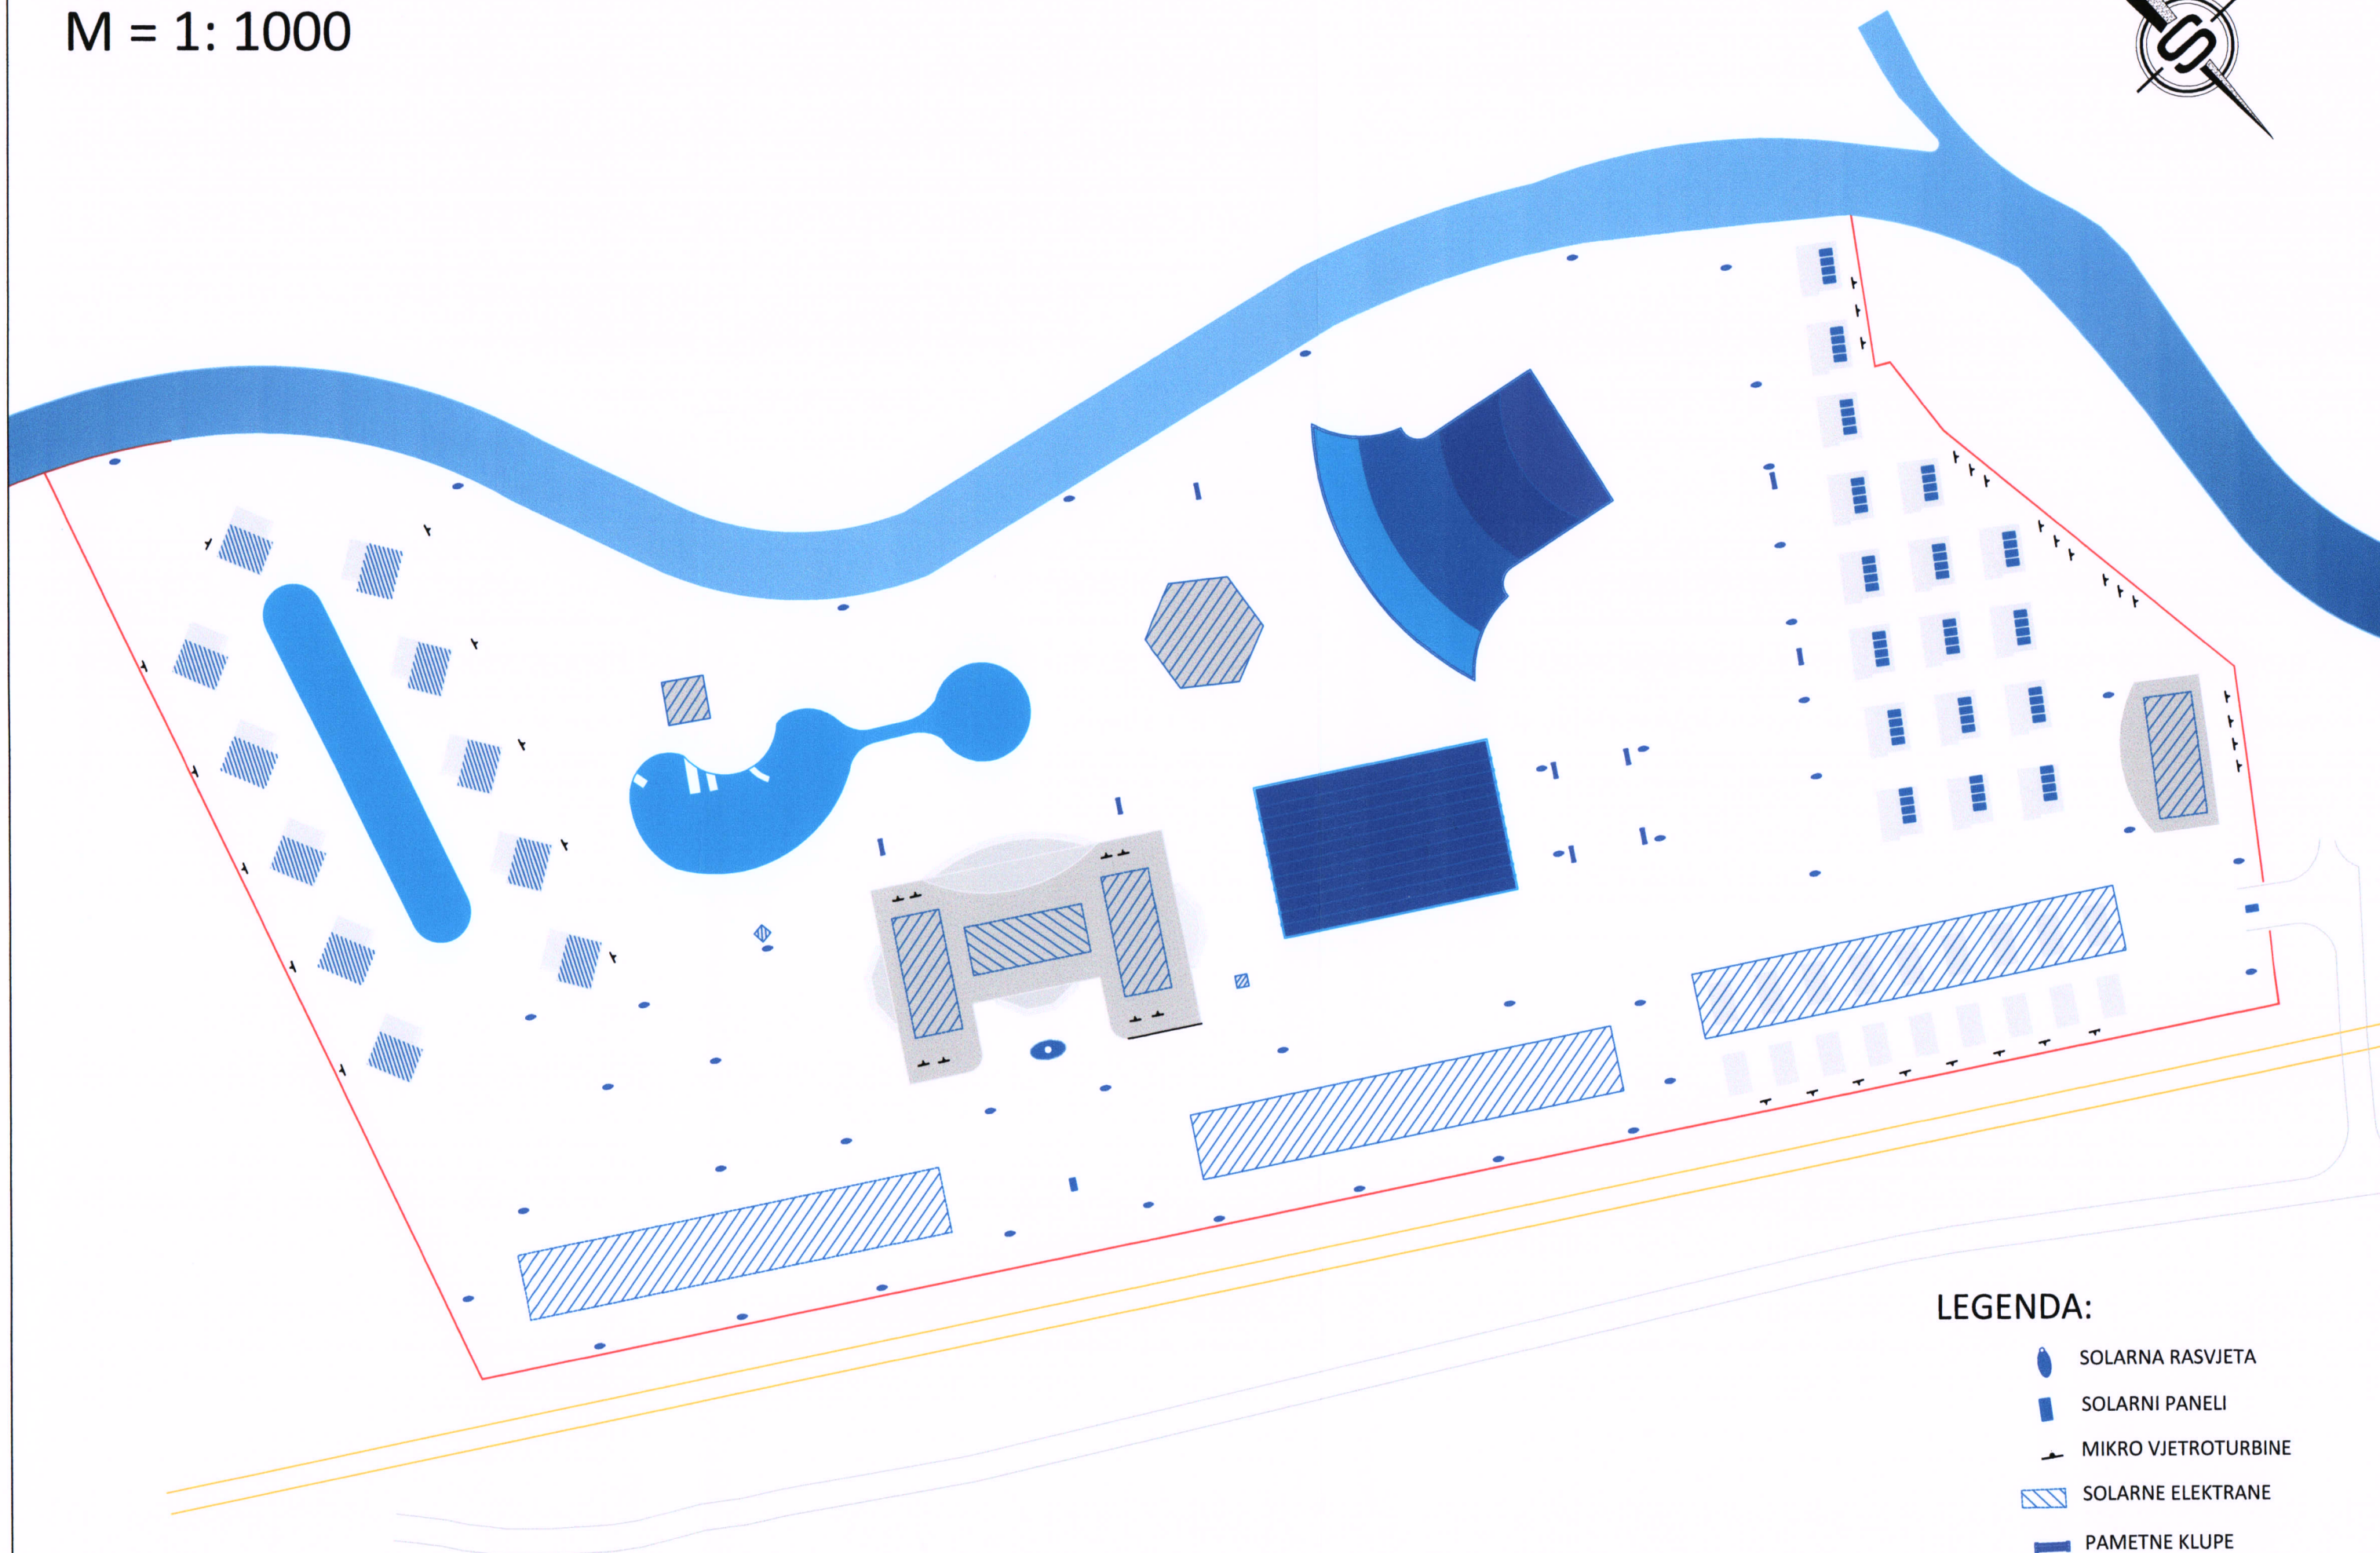 M = 1: 1000
S
LEGENDA:
SOLARNA RASVJETA
SOLARNI PANELI
MIKRO VJETROTURBINE
SOLARNE ELEKTRANE
PAMETNE KLUPE